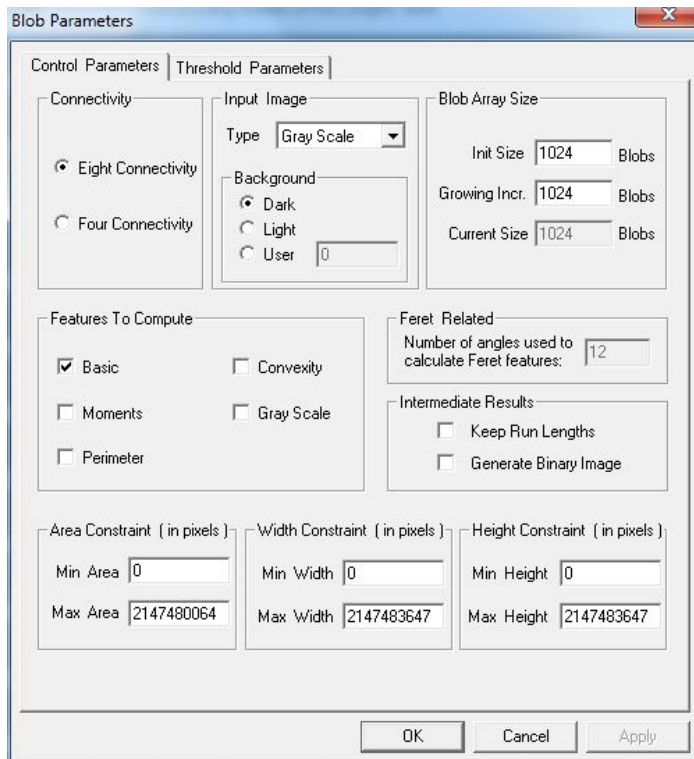 Blob Parameters
Control Parameters
Threshold Parameters
Connectivity
Eight Connectivity
Four Connectivity
Input Image
Type Gray Scale
Background
Dark
Light
User 0
Blob Array Size
Init Size 1024 Blobs
Growing Incr. 1024 Blobs
Current Size 1024 Blobs
Features To Compute
Basic
Convexity
Moments
Gray Scale
Perimeter
Feret Related
Number of angles used to
calculate Feret features:
12
Intermediate Results
Keep Run Lengths
Generate Binary Image
Area Constraint ( in pixels )
Min Area 0
Max Area 2147480064
Width Constraint ( in pixels )
Min Width 0
Max Width 2147483647
Height Constraint ( in pixels )
Min Height 0
Max Height 2147483647
OK
Cancel
Apply